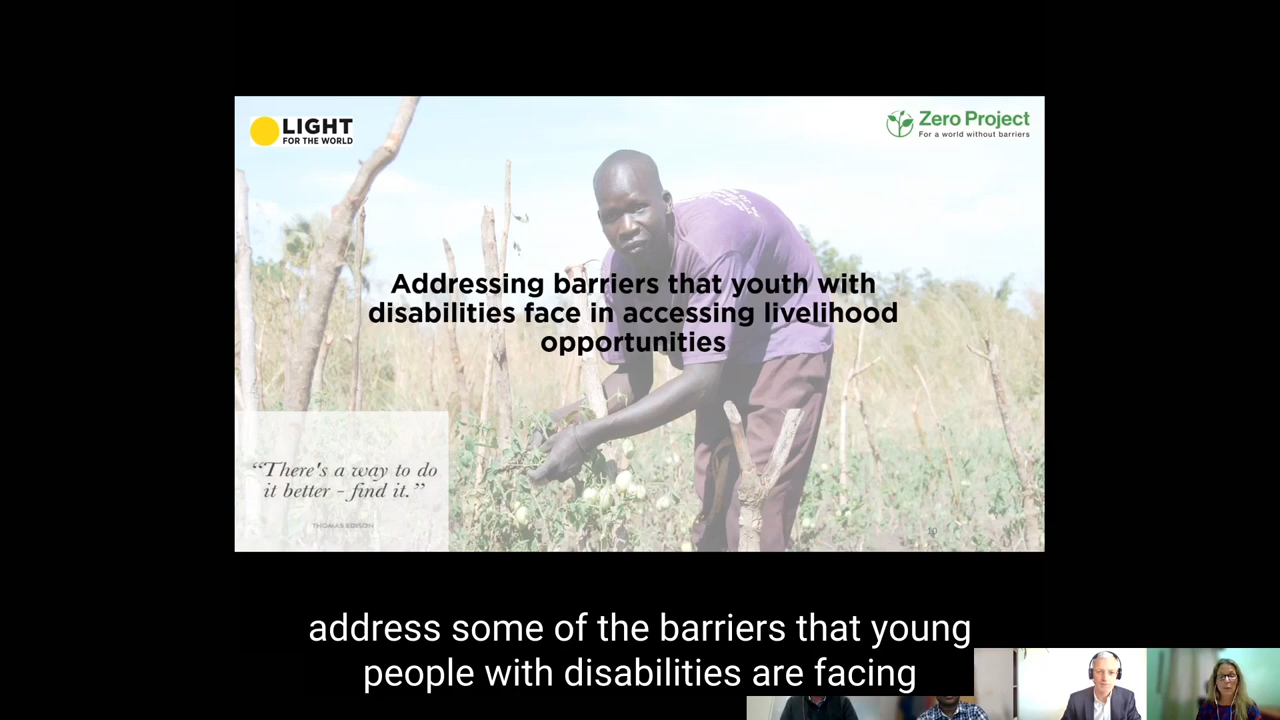 LIGHT
FOR THE WORLD
Zero Project
For a world without barriers
Addressing barriers that youth with
disabilities face in accessing livelihood
opportunities
“There's a way to do
it better - find it.”
THOMAS EDISON
10
address some of the barriers that young
people with disabilities are facing